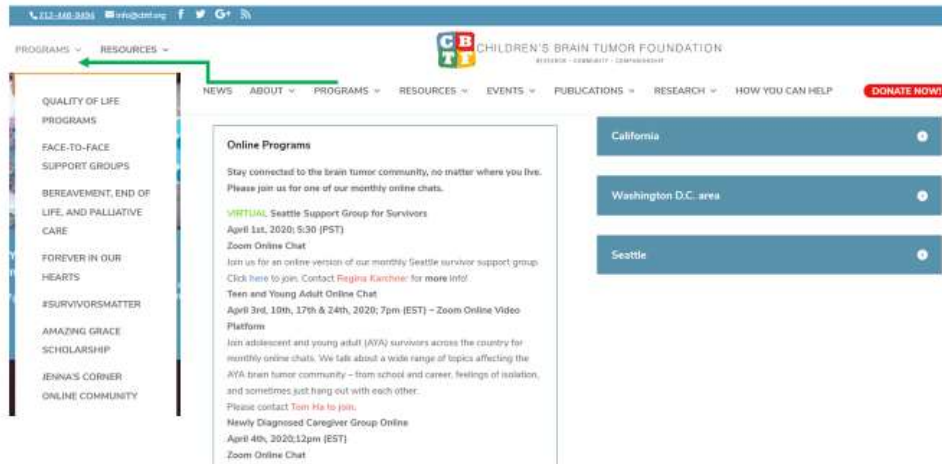 212-448-9494 info@cbtf.org
PROGRAMS RESOURCES
CBTF CHILDREN'S BRAIN TUMOR FOUNDATION
RESEARCH - COMMUNITY - COMPANIONSHIP
NEWS ABOUT PROGRAMS RESOURCES EVENTS PUBLICATIONS RESEARCH HOW YOU CAN HELP DONATE NOW!
QUALITY OF LIFE
PROGRAMS
FACE-TO-FACE
SUPPORT GROUPS
BEREAVEMENT, END OF
LIFE, AND PALLIATIVE
CARE
FOREVER IN OUR
HEARTS
#SURVIVORSMATTER
AMAZING GRACE
SCHOLARSHIP
JENNA'S CORNER
ONLINE COMMUNITY
Online Programs
Stay connected to the brain tumor community, no matter where you live.
Please join us for one of our monthly online chats.
VIRTUAL Seattle Support Group for Survivors
April 1st, 2020; 5:30 (PST)
Zoom Online Chat
Join us for an online version of our monthly Seattle survivor support group.
Click here to join. Contact Regina Karchner for more info!
Teen and Young Adult Online Chat
April 3rd, 10th, 17th & 24th, 2020; 7pm (EST) – Zoom Online Video
Platform
Join adolescent and young adult (AYA) survivors across the country for
monthly online chats. We talk about a wide range of topics affecting the
AYA brain tumor community – from school and career, feelings of isolation,
and sometimes just hang out with each other.
Please contact Tom Ha to join.
Newly Diagnosed Caregiver Group Online
April 4th, 2020;12pm (EST)
Zoom Online Chat
California
Washington D.C. area
Seattle